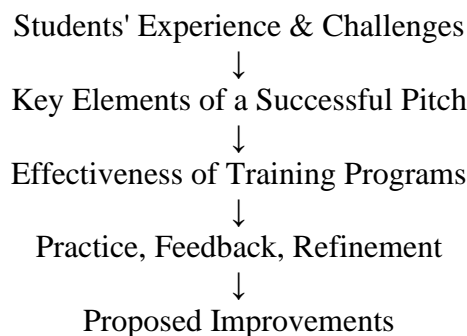 Students' Experience & Challenges
↓
Key Elements of a Successful Pitch
↓
Effectiveness of Training Programs
↓
Practice, Feedback, Refinement
↓
Proposed Improvements